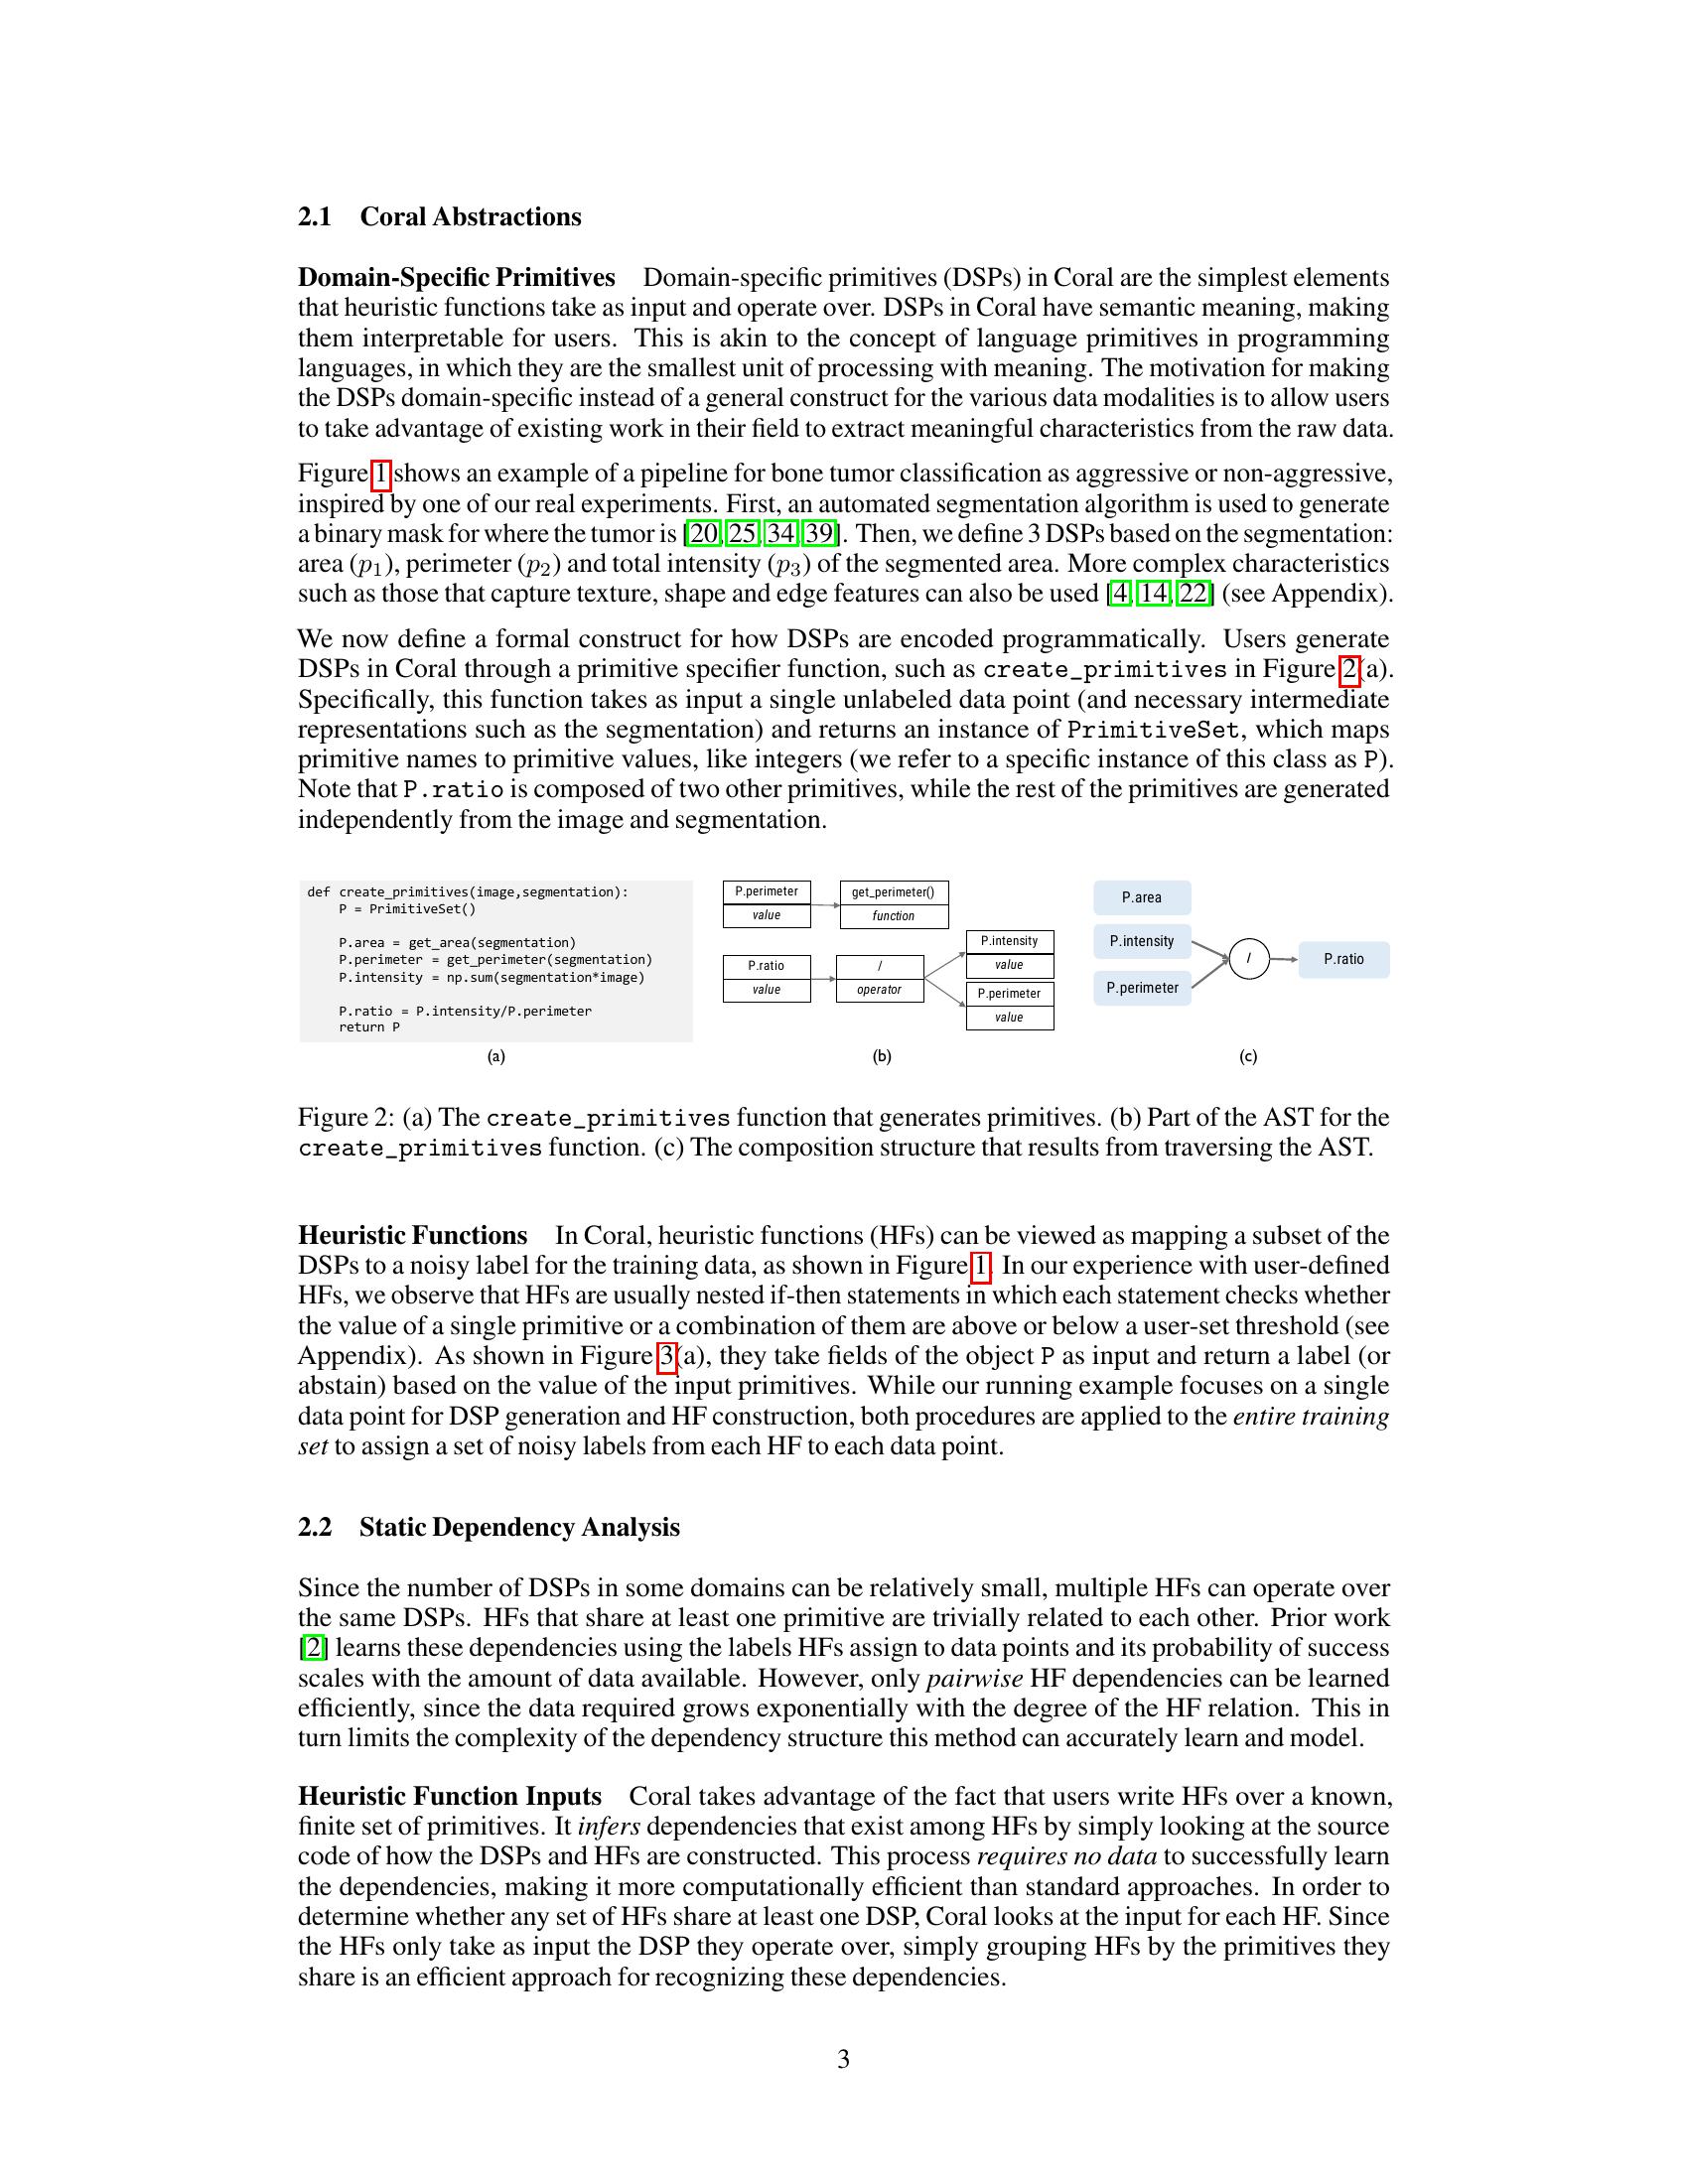 2.1 Coral Abstractions
Domain-Specific Primitives Domain-specific primitives (DSPs) in Coral are the simplest elements
that heuristic functions take as input and operate over. DSPs in Coral have semantic meaning, making
them interpretable for users. This is akin to the concept of language primitives in programming
languages, in which they are the smallest unit of processing with meaning. The motivation for making
the DSPs domain-specific instead of a general construct for the various data modalities is to allow users
to take advantage of existing work in their field to extract meaningful characteristics from the raw data.
Figure 1 shows an example of a pipeline for bone tumor classification as aggressive or non-aggressive,
inspired by one of our real experiments. First, an automated segmentation algorithm is used to generate
a binary mask for where the tumor is [20, 25, 34, 39]. Then, we define 3 DSPs based on the segmentation:
area (p₁), perimeter (p₂) and total intensity (p₃) of the segmented area. More complex characteristics
such as those that capture texture, shape and edge features can also be used [4, 14, 22] (see Appendix).
We now define a formal construct for how DSPs are encoded programmatically. Users generate
DSPs in Coral through a primitive specifier function, such as create_primitives in Figure 2(a).
Specifically, this function takes as input a single unlabeled data point (and necessary intermediate
representations such as the segmentation) and returns an instance of PrimitiveSet, which maps
primitive names to primitive values, like integers (we refer to a specific instance of this class as P).
Note that P.ratio is composed of two other primitives, while the rest of the primitives are generated
independently from the image and segmentation.
def create_primitives(image,segmentation):
P = PrimitiveSet()
P.area = get_area(segmentation)
P.perimeter = get_perimeter(segmentation)
P.intensity = np.sum(segmentation*image)
P.ratio = P.intensity/P.perimeter
return P
(a)
P.perimeter
value
get_perimeter()
function
P.ratio
value
/
operator
P.intensity
value
P.perimeter
value
(b)
P.area
P.intensity
P.perimeter
/
P.ratio
(c)
Figure 2: (a) The create_primitives function that generates primitives. (b) Part of the AST for the
create_primitives function. (c) The composition structure that results from traversing the AST.
Heuristic Functions In Coral, heuristic functions (HFs) can be viewed as mapping a subset of the
DSPs to a noisy label for the training data, as shown in Figure 1. In our experience with user-defined
HFs, we observe that HFs are usually nested if-then statements in which each statement checks whether
the value of a single primitive or a combination of them are above or below a user-set threshold (see
Appendix). As shown in Figure 3(a), they take fields of the object P as input and return a label (or
abstain) based on the value of the input primitives. While our running example focuses on a single
data point for DSP generation and HF construction, both procedures are applied to the entire training
set to assign a set of noisy labels from each HF to each data point.
2.2 Static Dependency Analysis
Since the number of DSPs in some domains can be relatively small, multiple HFs can operate over
the same DSPs. HFs that share at least one primitive are trivially related to each other. Prior work
[2] learns these dependencies using the labels HFs assign to data points and its probability of success
scales with the amount of data available. However, only pairwise HF dependencies can be learned
efficiently, since the data required grows exponentially with the degree of the HF relation. This in
turn limits the complexity of the dependency structure this method can accurately learn and model.
Heuristic Function Inputs Coral takes advantage of the fact that users write HFs over a known,
finite set of primitives. It infers dependencies that exist among HFs by simply looking at the source
code of how the DSPs and HFs are constructed. This process requires no data to successfully learn
the dependencies, making it more computationally efficient than standard approaches. In order to
determine whether any set of HFs share at least one DSP, Coral looks at the input for each HF. Since
the HFs only take as input the DSP they operate over, simply grouping HFs by the primitives they
share is an efficient approach for recognizing these dependencies.
3